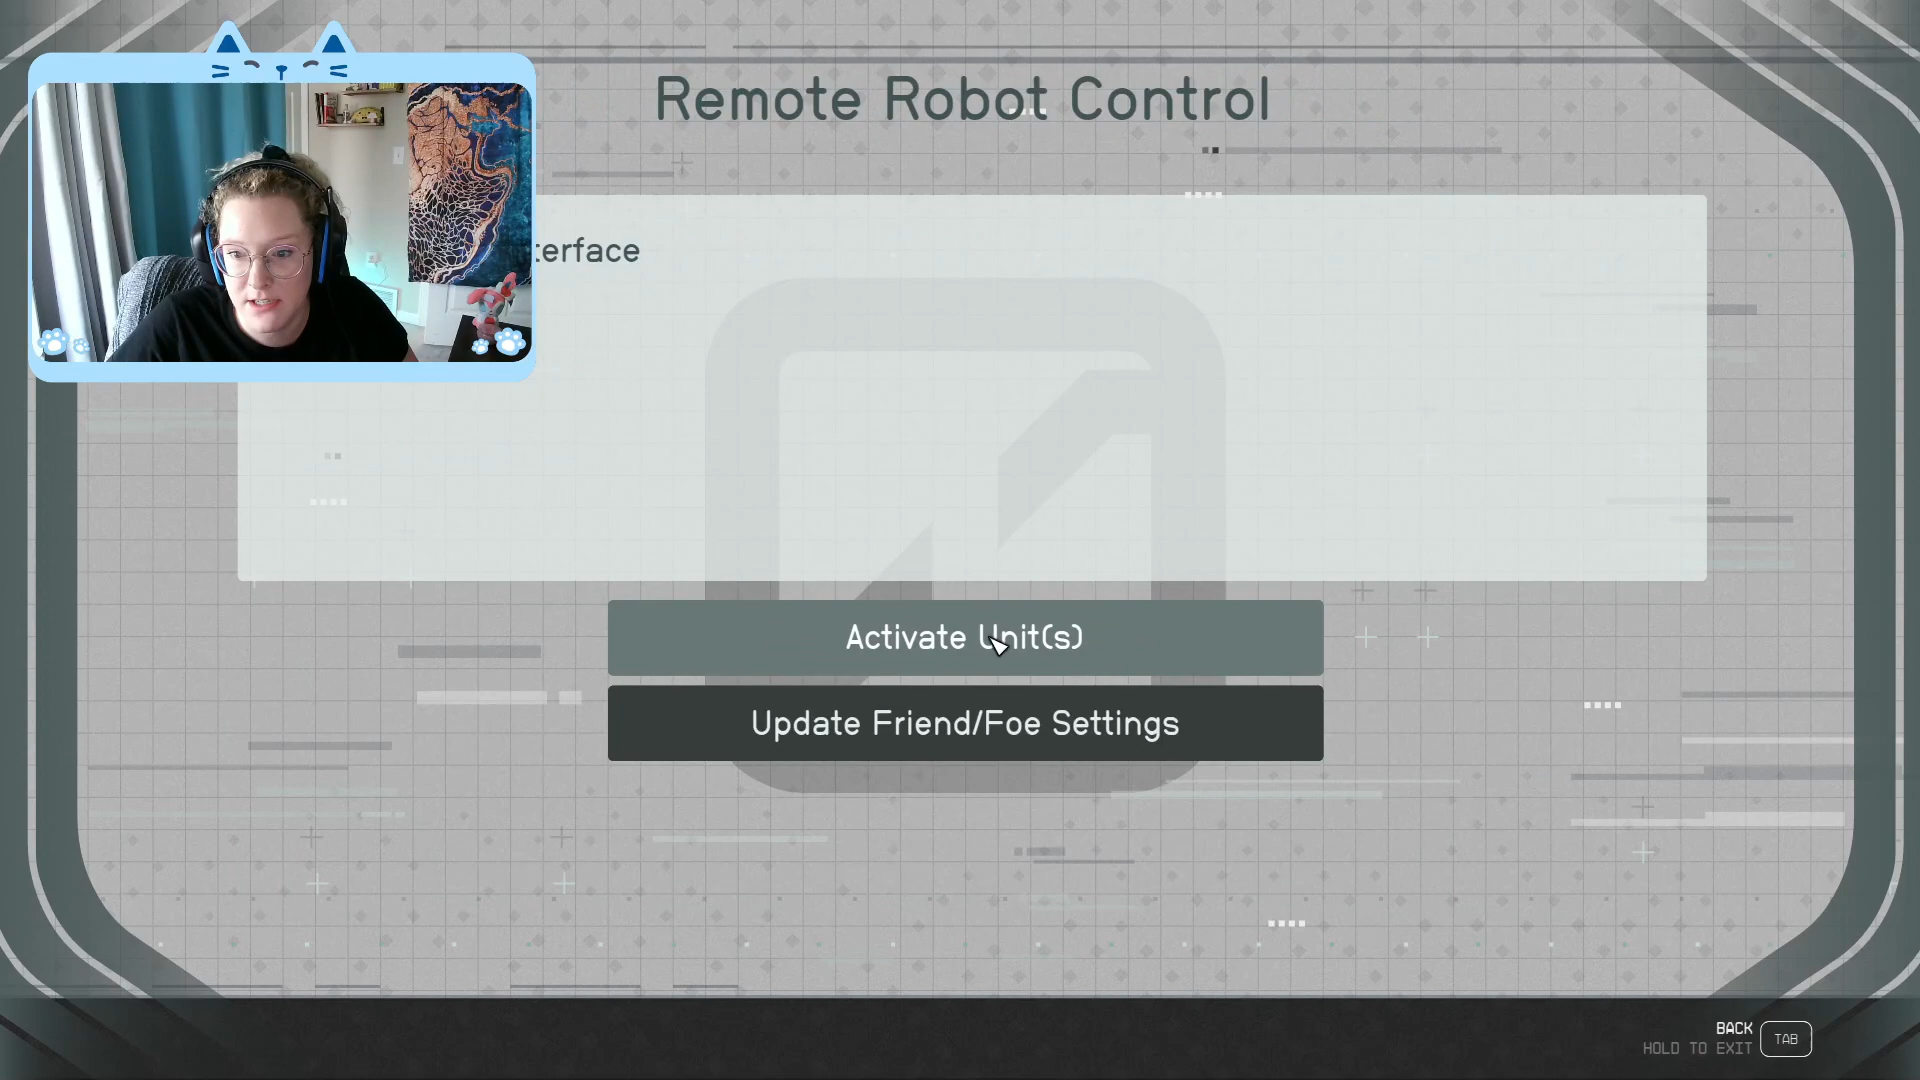 Remote Robot Control
terface
Activate Unit(s)
Update Friend/Foe Settings
BACK
HOLD TO EXIT
TAB